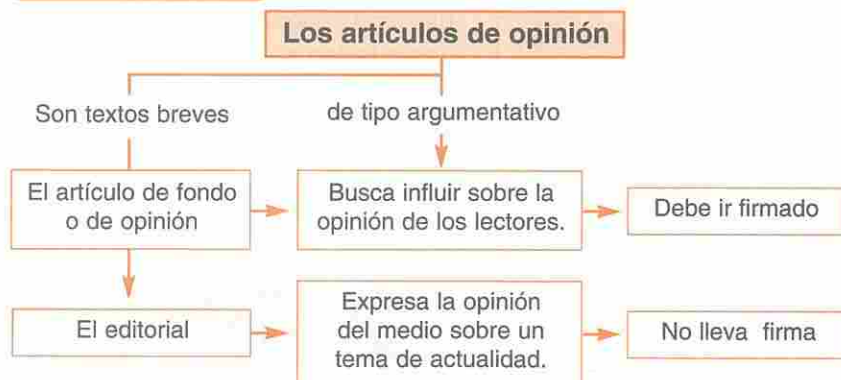 Los artículos de opinión
Son textos breves
de tipo argumentativo
El artículo de fondo
o de opinión
Busca influir sobre la
opinión de los lectores.
Debe ir firmado
El editorial
Expresa la opinión
del medio sobre un
tema de actualidad.
No lleva firma